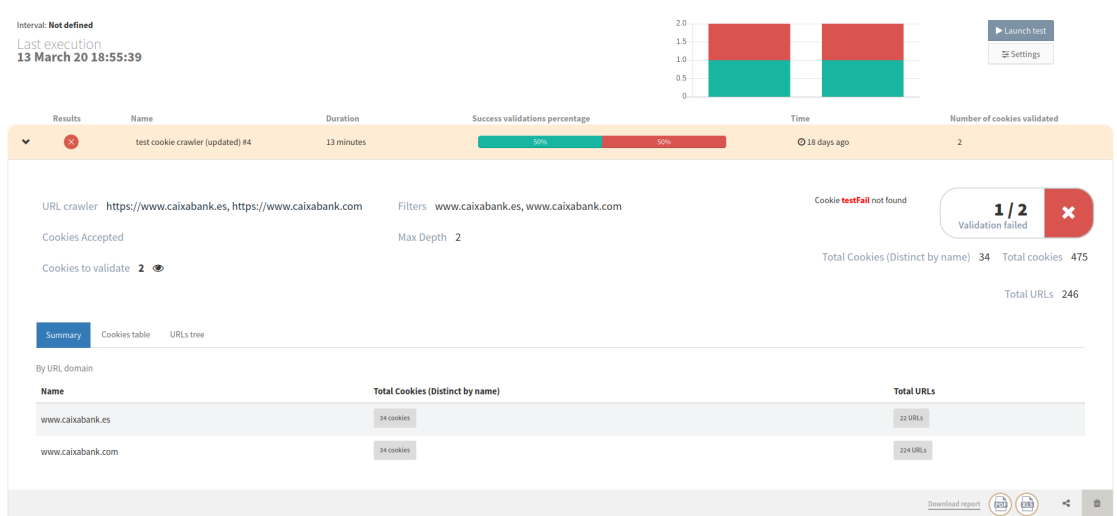 Interval: Not defined
Last execution
13 March 20 18:55:39
2.0
1.5
1.0
0.5
0
Launch test
Settings
Results Name Duration Success validations percentage Time Number of cookies validated
test cookie crawler (updated) #4 13 minutes 50% 50% 18 days ago 2
URL crawler https://www.caixabank.es, https://www.caixabank.com Filters www.caixabank.es, www.caixabank.com Cookie testFail not found
1 / 2
Validation failed
Cookies Accepted Max Depth 2
Total Cookies (Distinct by name) 34 Total cookies 475
Cookies to validate 2
Total URLs 246
Summary Cookies table URLs tree
By URL domain
Name Total Cookies (Distinct by name) Total URLs
www.caixabank.es 34 cookies 22 URLs
www.caixabank.com 34 cookies 224 URLs
Download report PDF XLS